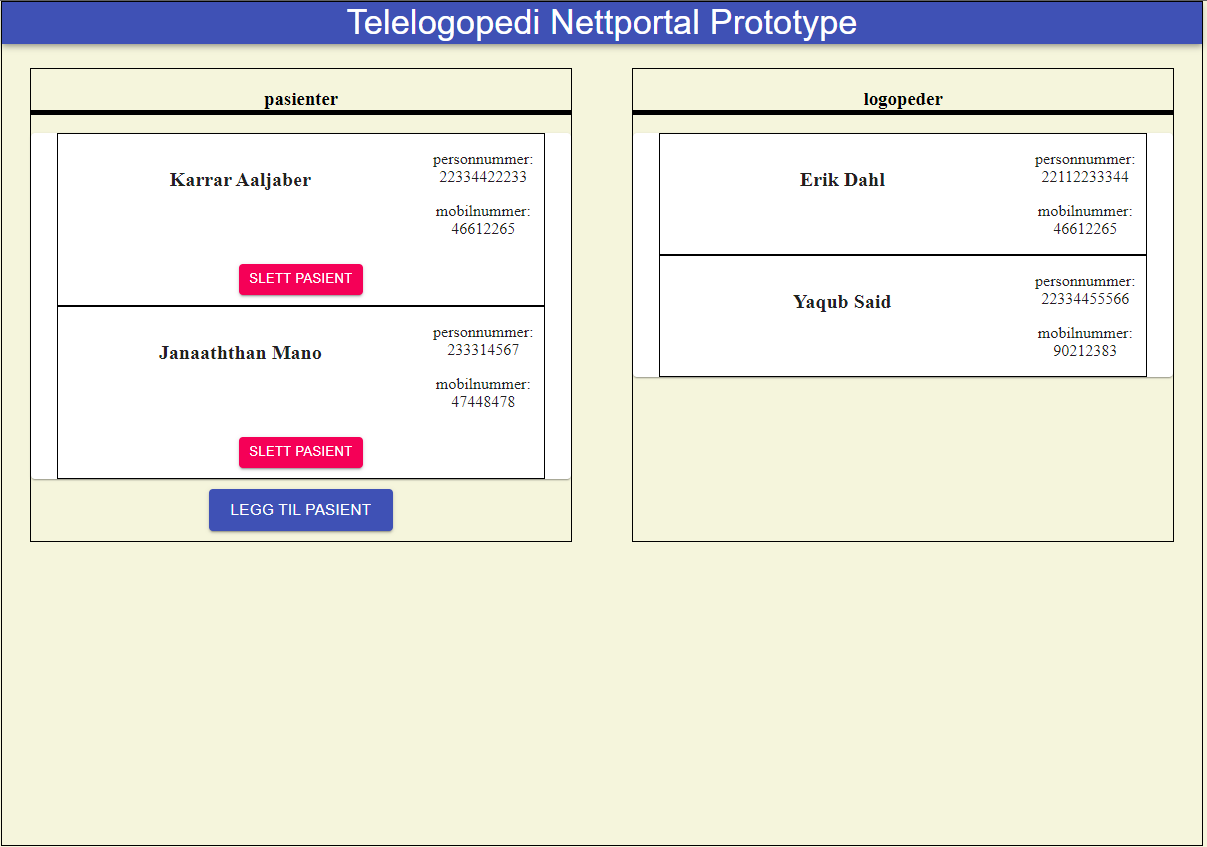 Telelogopedi Nettportal Prototype
pasienter
Karrar Aaljaber
personnummer:
22334422233
mobilnummer:
46612265
SLETT PASIENT
Janaaththan Mano
personnummer:
233314567
mobilnummer:
47448478
SLETT PASIENT
LEGG TIL PASIENT
logopeder
Erik Dahl
personnummer:
22112233344
mobilnummer:
46612265
Yaqub Said
personnummer:
22334455566
mobilnummer:
90212383